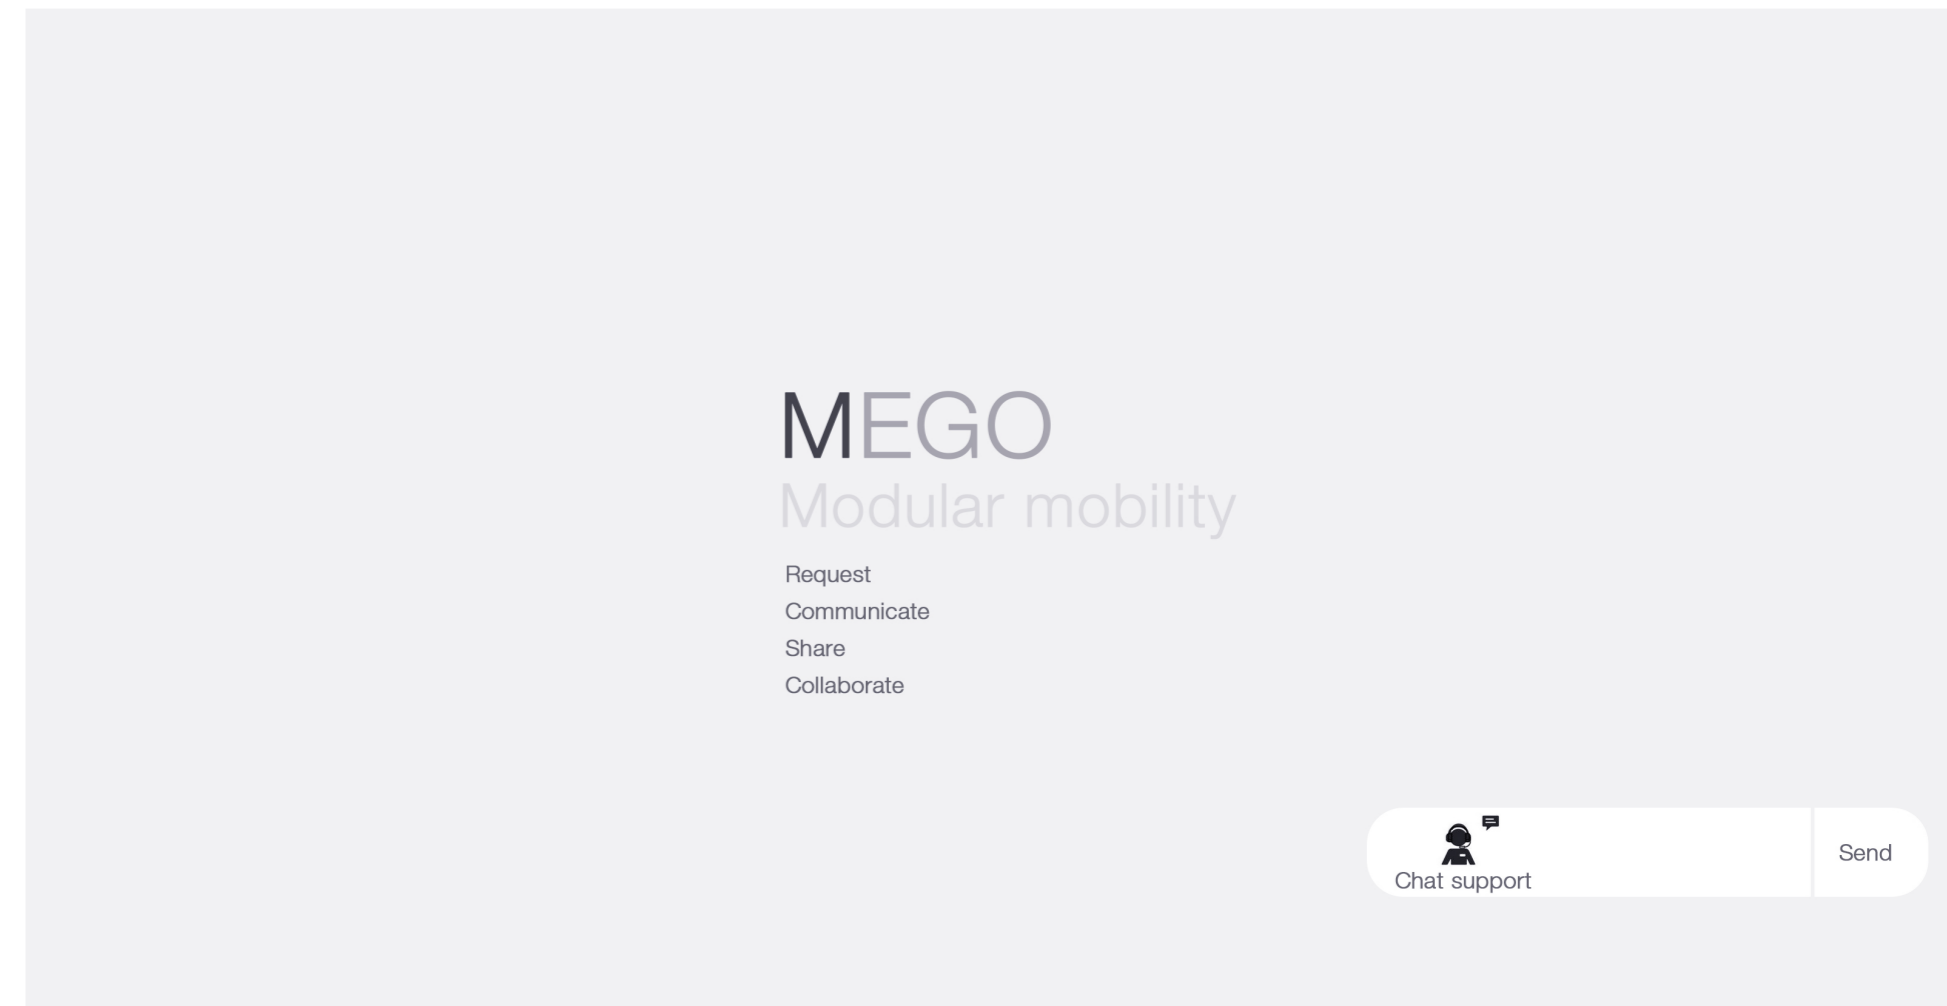 MEGO
Modular mobility
Request
Communicate
Share
Collaborate
Chat support
Send